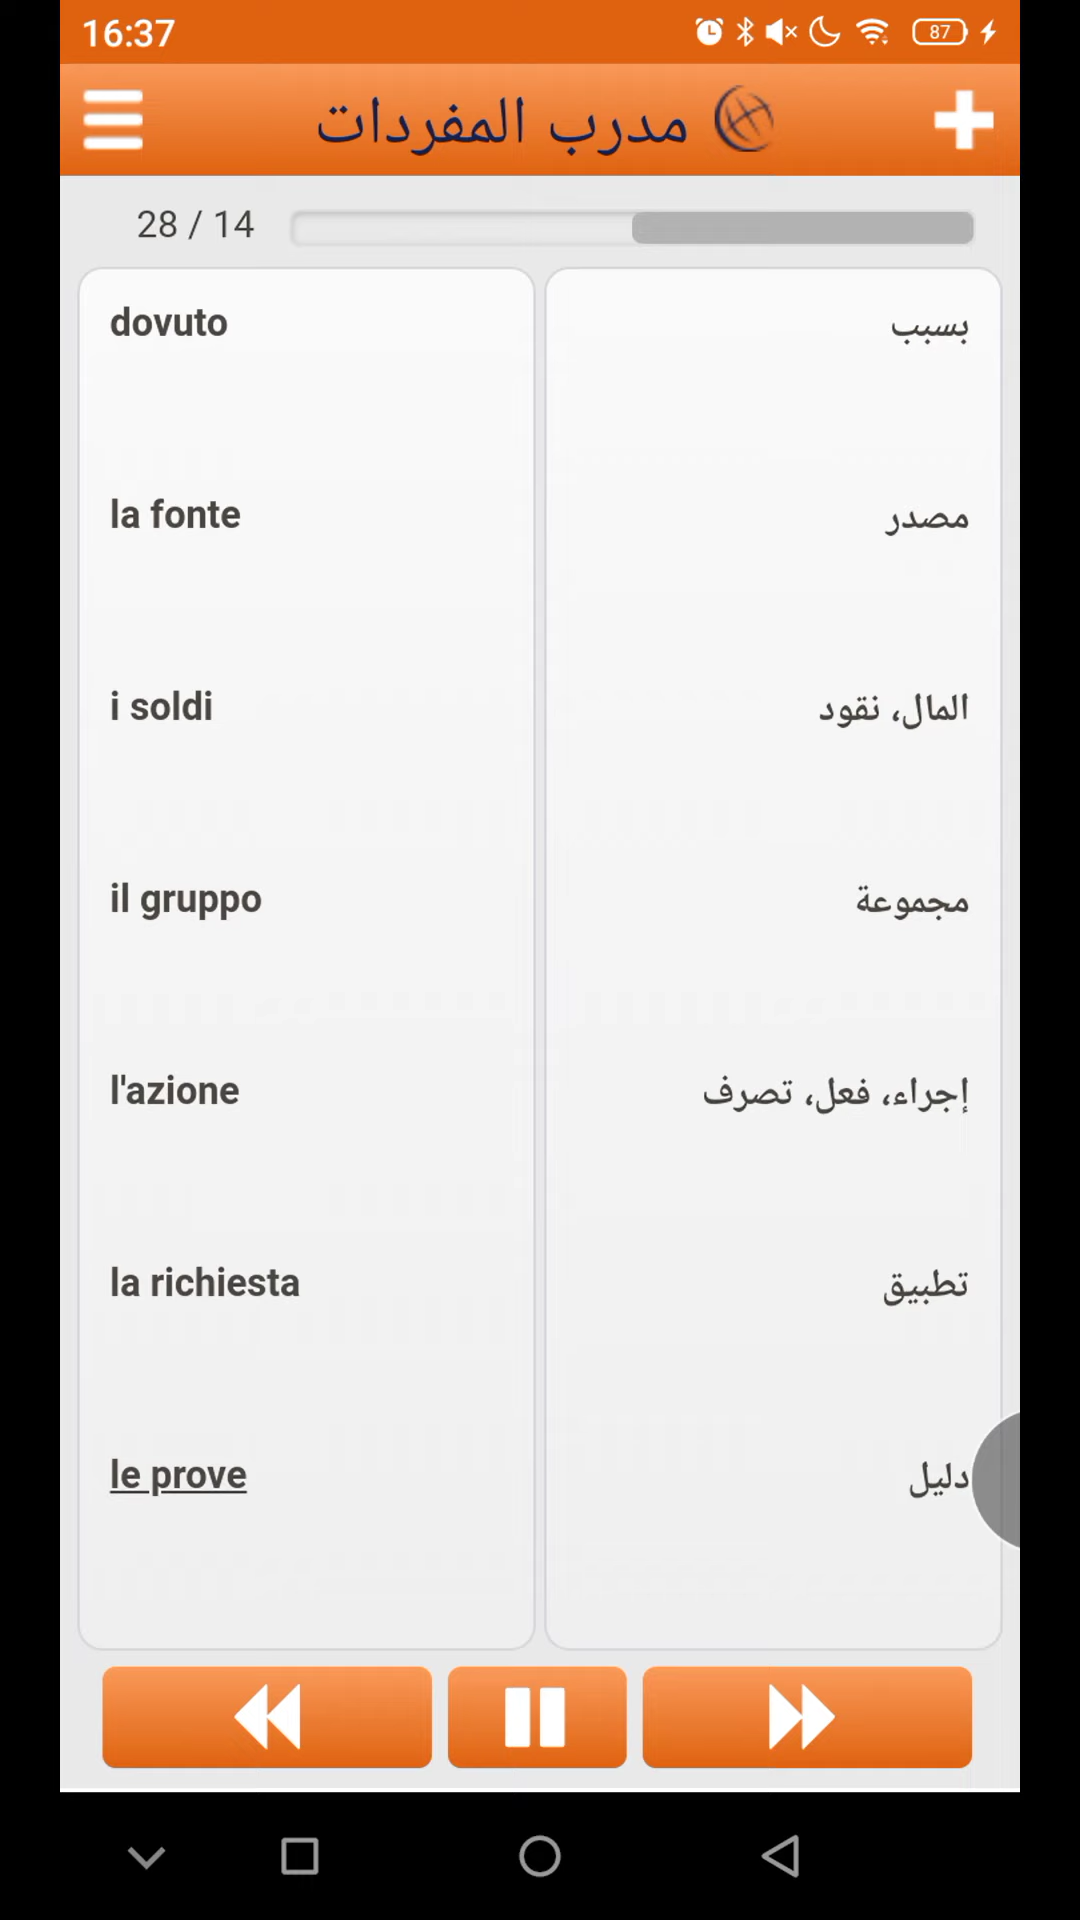 16:37
87
مدرب المفردات
28 / 14
dovuto
بسبب
la fonte
مصدر
i soldi
المال، نقود
il gruppo
مجموعة
l'azione
إجراء، فعل، تصرف
la richiesta
تطبيق
le prove
دليل